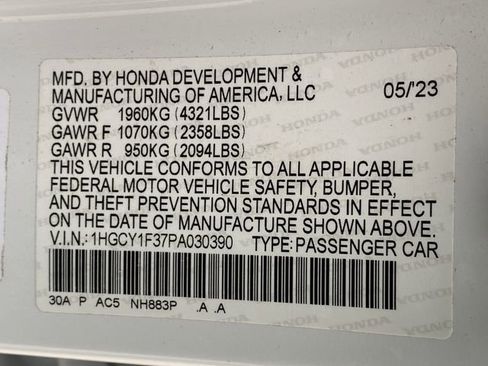 MFD. BY HONDA DEVELOPMENT &
MANUFACTURING OF AMERICA, LLC 05/'23
GVWR 1960KG (4321LBS)
GAWR F 1070KG (2358LBS)
GAWR R 950KG (2094LBS)
THIS VEHICLE CONFORMS TO ALL APPLICABLE
FEDERAL MOTOR VEHICLE SAFETY, BUMPER,
AND THEFT PREVENTION STANDARDS IN EFFECT
ON THE DATE OF MANUFACTURE SHOWN ABOVE.
V.I.N.: 1HGCY1F37PA030390 TYPE: PASSENGER CAR
30A P AC5 NH883P .A .A